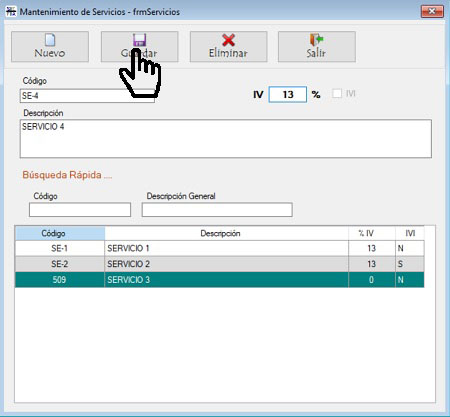 Mantenimiento de Servicios - frmServicios
Nuevo Guardar Eliminar Salir
Código
SE-4 IV 13 % IVI
Descripción
SERVICIO 4
Búsqueda Rápida ...
Código Descripción General
Código Descripción % IV IVI
SE-1 SERVICIO 1 13 N
SE-2 SERVICIO 2 13 S
509 SERVICIO 3 0 N